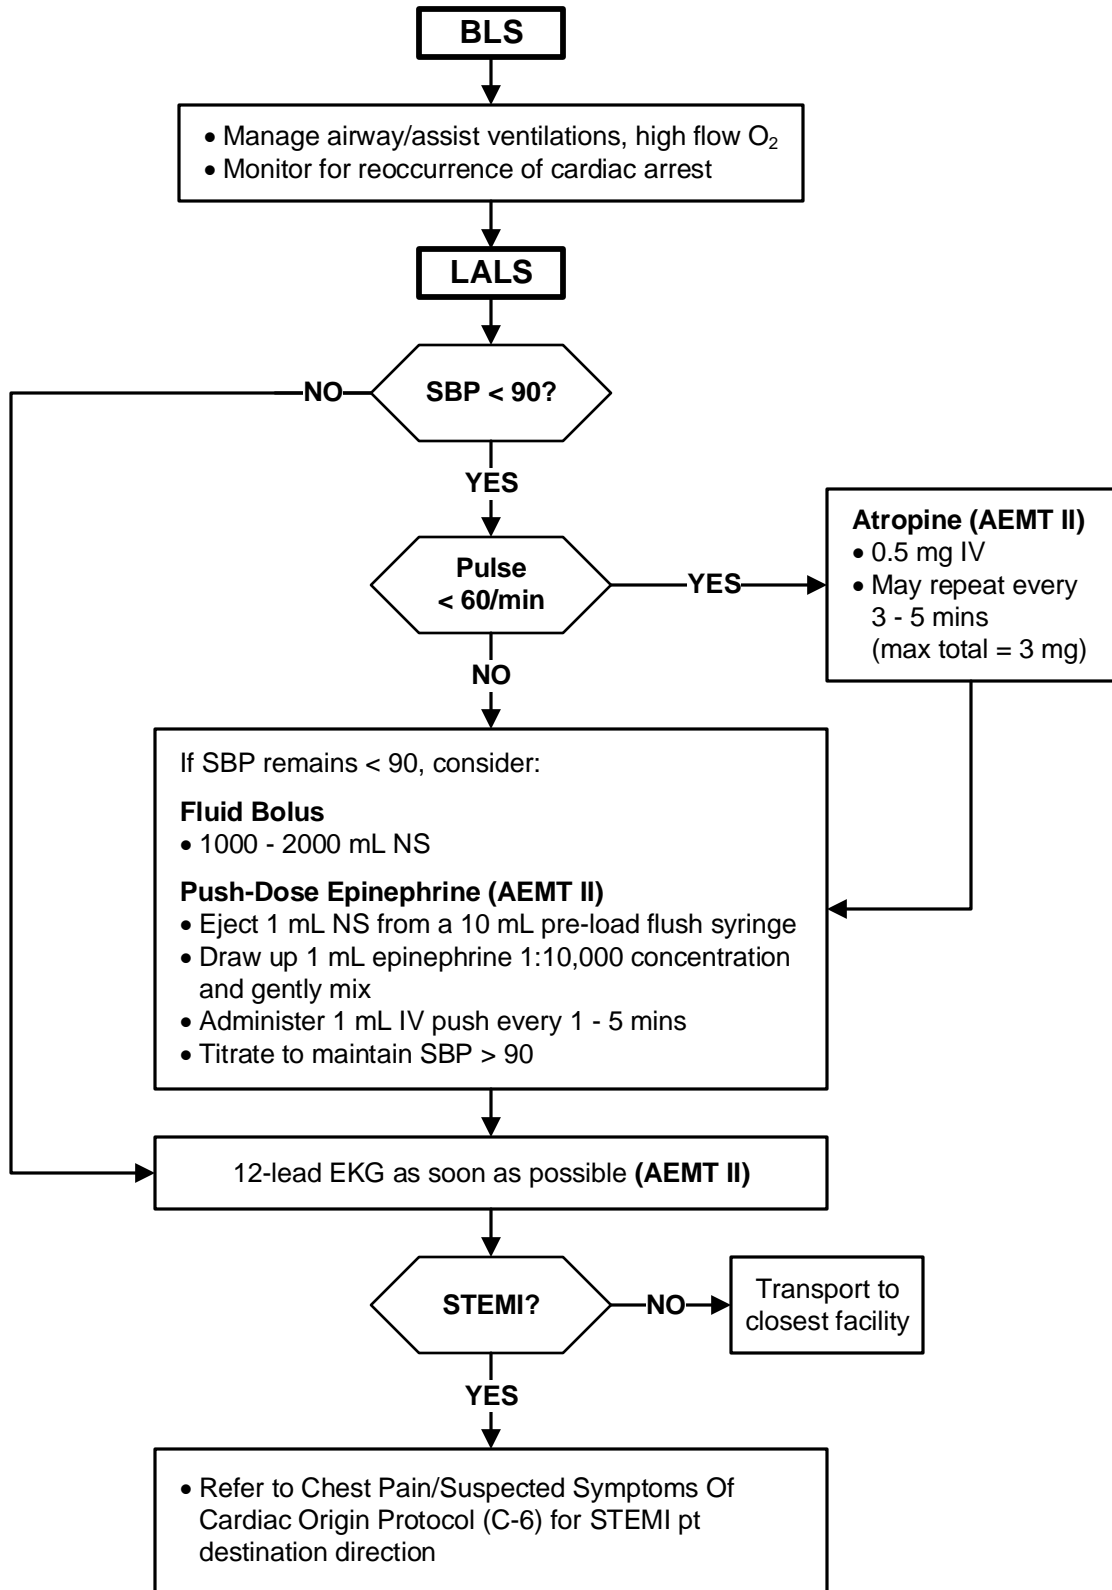 BLS
• Manage airway/assist ventilations, high flow O₂
• Monitor for reoccurrence of cardiac arrest
LALS
SBP < 90?
NO
YES
Pulse
< 60/min
YES
Atropine (AEMT II)
• 0.5 mg IV
• May repeat every
3 - 5 mins
(max total = 3 mg)
NO
If SBP remains < 90, consider:
Fluid Bolus
• 1000 - 2000 mL NS
Push-Dose Epinephrine (AEMT II)
• Eject 1 mL NS from a 10 mL pre-load flush syringe
• Draw up 1 mL epinephrine 1:10,000 concentration
and gently mix
• Administer 1 mL IV push every 1 - 5 mins
• Titrate to maintain SBP > 90
12-lead EKG as soon as possible (AEMT II)
STEMI?
NO
Transport to
closest facility
YES
• Refer to Chest Pain/Suspected Symptoms Of
Cardiac Origin Protocol (C-6) for STEMI pt
destination direction